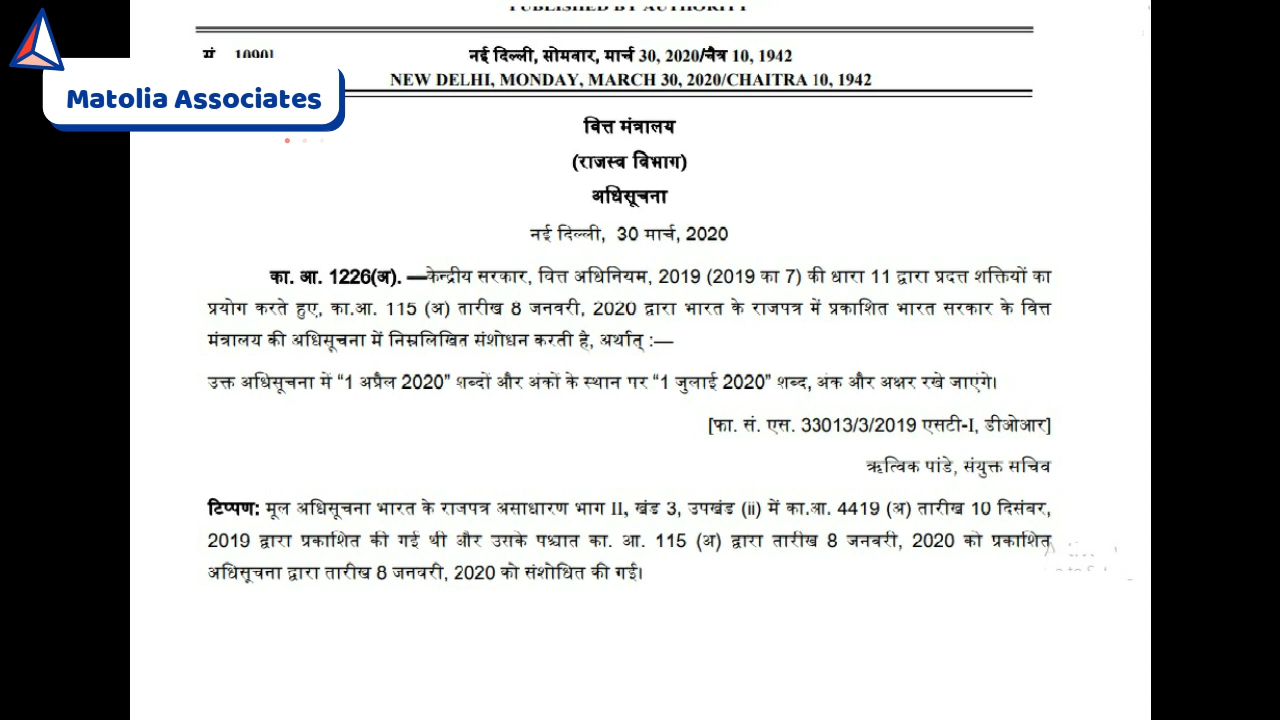 PUBLISHED BY AUTHORITY
सं. 1090]
नई दिल्ली, सोमवार, मार्च 30, 2020/चैत्र 10, 1942
NEW DELHI, MONDAY, MARCH 30, 2020/CHAITRA 10, 1942
Matolia Associates
वित्त मंत्रालय
(राजस्व विभाग)
अधिसूचना
नई दिल्ली, 30 मार्च, 2020
का. आ. 1226(अ). —केन्द्रीय सरकार, वित्त अधिनियम, 2019 (2019 का 7) की धारा 11 द्वारा प्रदत्त शक्तियों का
प्रयोग करते हुए, का.आ. 115 (अ) तारीख 8 जनवरी, 2020 द्वारा भारत के राजपत्र में प्रकाशित भारत सरकार के वित्त
मंत्रालय की अधिसूचना में निम्नलिखित संशोधन करती है, अर्थात् :—
उक्त अधिसूचना में “1 अप्रैल 2020” शब्दों और अंकों के स्थान पर “1 जुलाई 2020” शब्द, अंक और अक्षर रखे जाएंगे।
[फा. सं. एस. 33013/3/2019 एसटी-I, डीओआर]
ऋत्विक पांडे, संयुक्त सचिव
टिप्पण: मूल अधिसूचना भारत के राजपत्र असाधारण भाग II, खंड 3, उपखंड (ii) में का.आ. 4419 (अ) तारीख 10 दिसंबर,
2019 द्वारा प्रकाशित की गई थी और उसके पश्चात का. आ. 115 (अ) द्वारा तारीख 8 जनवरी, 2020 को प्रकाशित
अधिसूचना द्वारा तारीख 8 जनवरी, 2020 को संशोधित की गई।